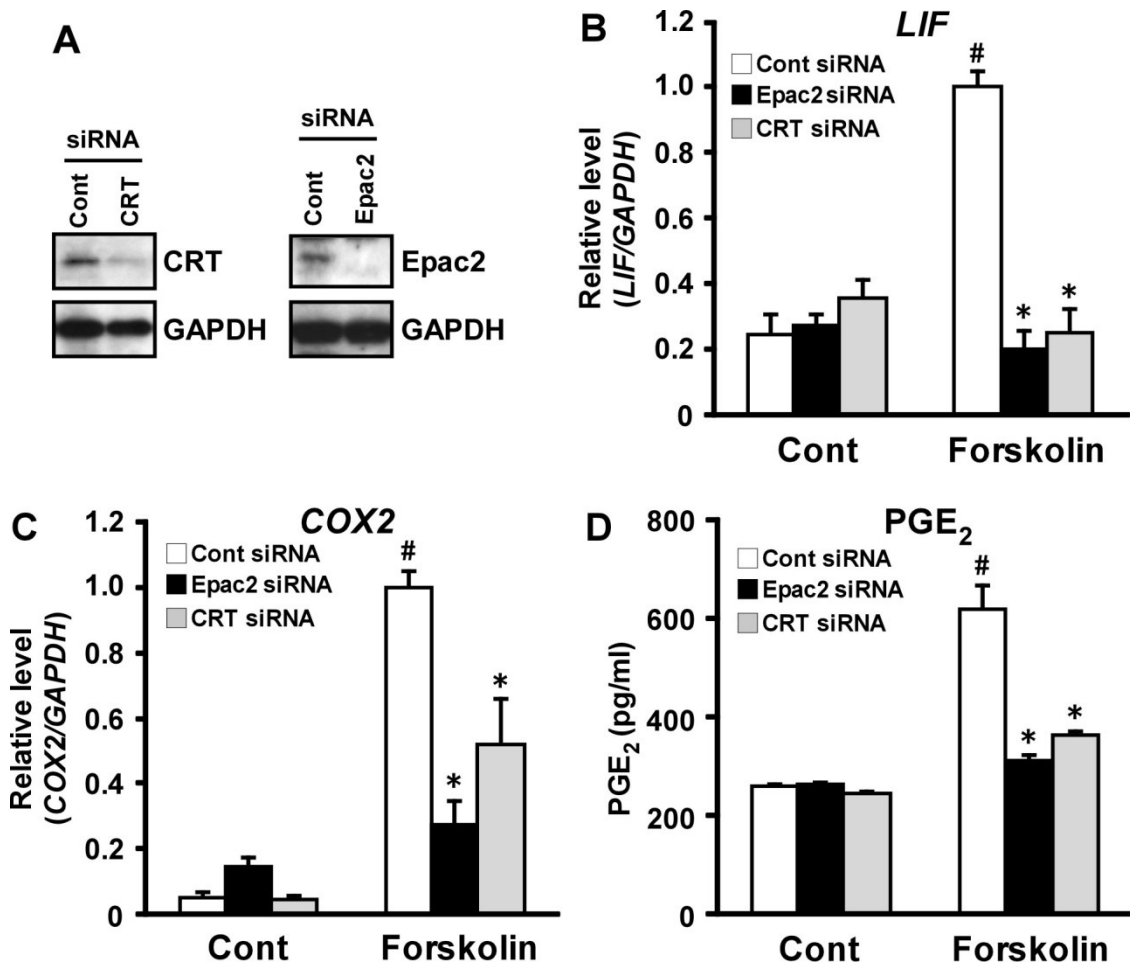 A
siRNA
Cont
CRT
CRT
GAPDH
siRNA
Cont
Epac2
Epac2
GAPDH
B
LIF
Cont siRNA
Epac2 siRNA
CRT siRNA
Relative level
(LIF/GAPDH)
1.2
1.0
0.8
0.6
0.4
0.2
0
#
*
*
Cont
Forskolin
C
COX2
Cont siRNA
Epac2 siRNA
CRT siRNA
Relative level
(COX2/GAPDH)
1.2
1.0
0.8
0.6
0.4
0.2
0
#
*
*
Cont
Forskolin
D
PGE2
Cont siRNA
Epac2 siRNA
CRT siRNA
PGE2 (pg/ml)
800
600
400
200
0
#
*
*
Cont
Forskolin